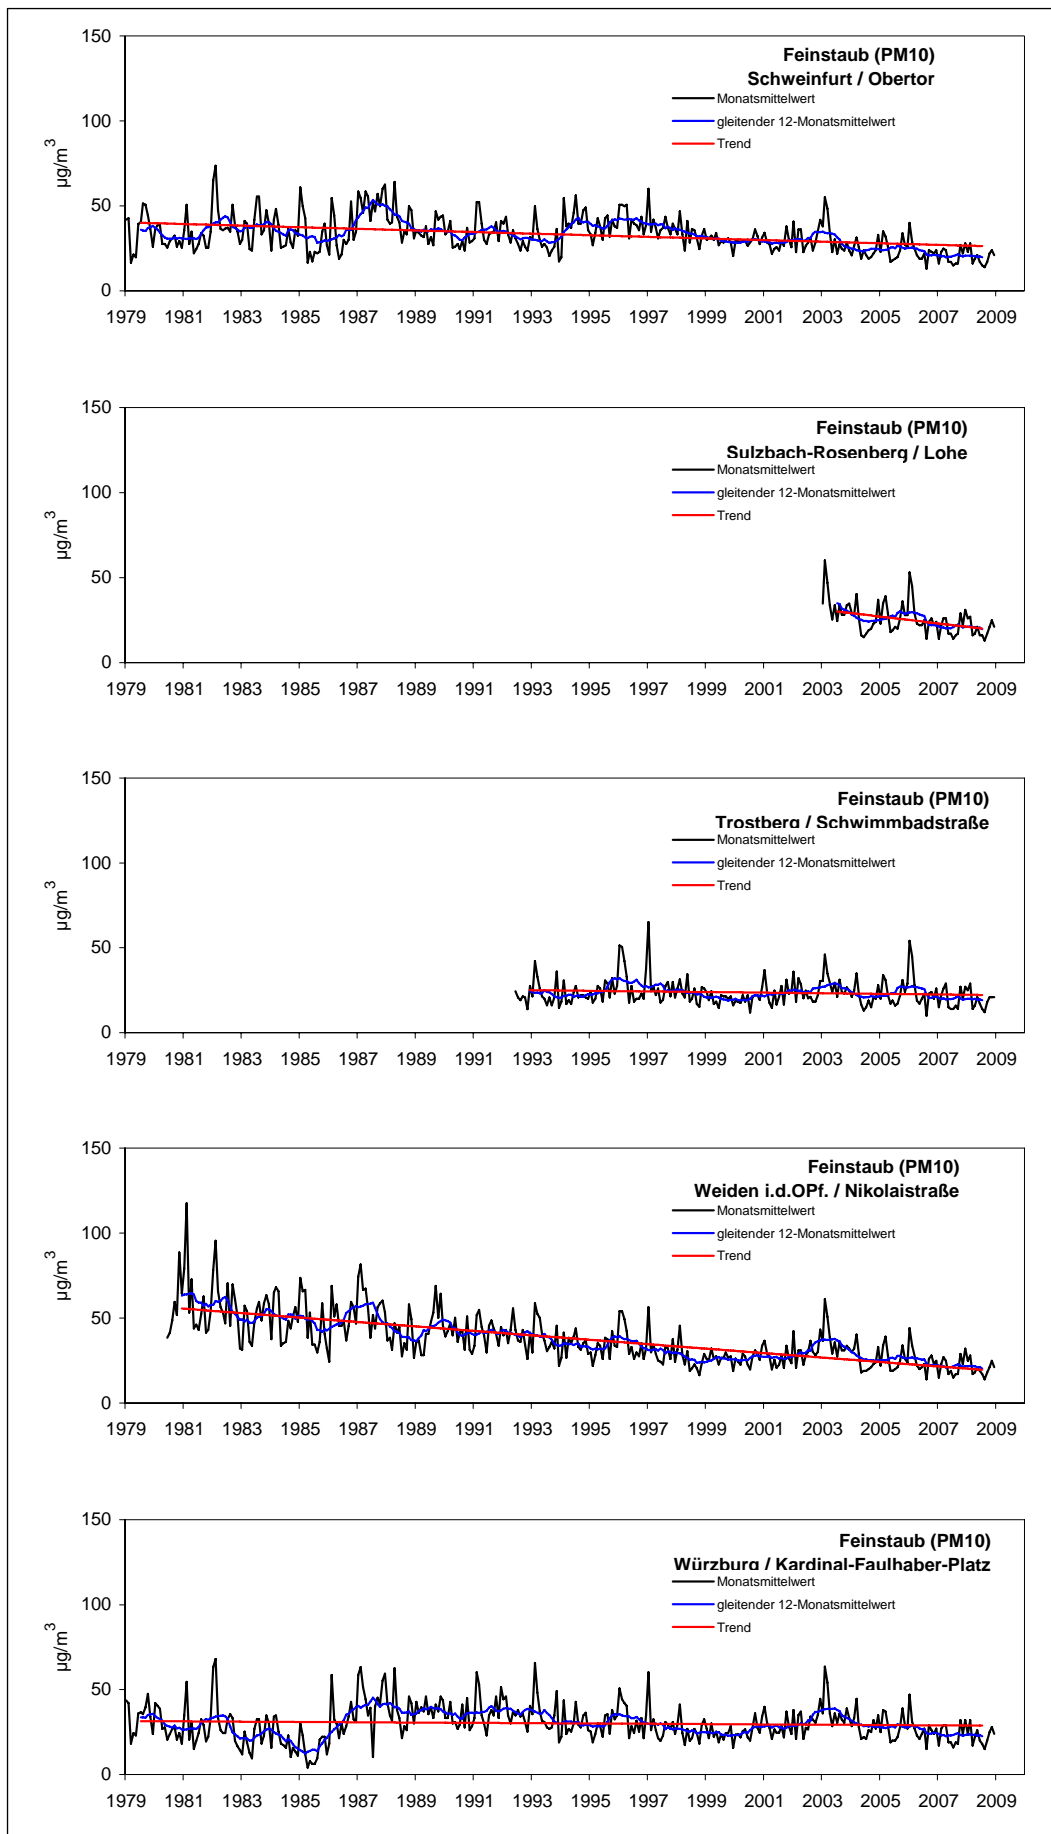 150
Feinstaub (PM10)
Schweinfurt / Obertor
Monatsmittelwert
gleitender 12-Monatsmittelwert
Trend
100
µg/m³
50
0
1979 1981 1983 1985 1987 1989 1991 1993 1995 1997 1999 2001 2003 2005 2007 2009
150
Feinstaub (PM10)
Sulzbach-Rosenberg / Lohe
Monatsmittelwert
gleitender 12-Monatsmittelwert
Trend
100
µg/m³
50
0
1979 1981 1983 1985 1987 1989 1991 1993 1995 1997 1999 2001 2003 2005 2007 2009
150
Feinstaub (PM10)
Trostberg / Schwimmbadstraße
Monatsmittelwert
gleitender 12-Monatsmittelwert
Trend
100
µg/m³
50
0
1979 1981 1983 1985 1987 1989 1991 1993 1995 1997 1999 2001 2003 2005 2007 2009
150
Feinstaub (PM10)
Weiden i.d.OPf. / Nikolaistraße
Monatsmittelwert
gleitender 12-Monatsmittelwert
Trend
100
µg/m³
50
0
1979 1981 1983 1985 1987 1989 1991 1993 1995 1997 1999 2001 2003 2005 2007 2009
150
Feinstaub (PM10)
Würzburg / Kardinal-Faulhaber-Platz
Monatsmittelwert
gleitender 12-Monatsmittelwert
Trend
100
µg/m³
50
0
1979 1981 1983 1985 1987 1989 1991 1993 1995 1997 1999 2001 2003 2005 2007 2009